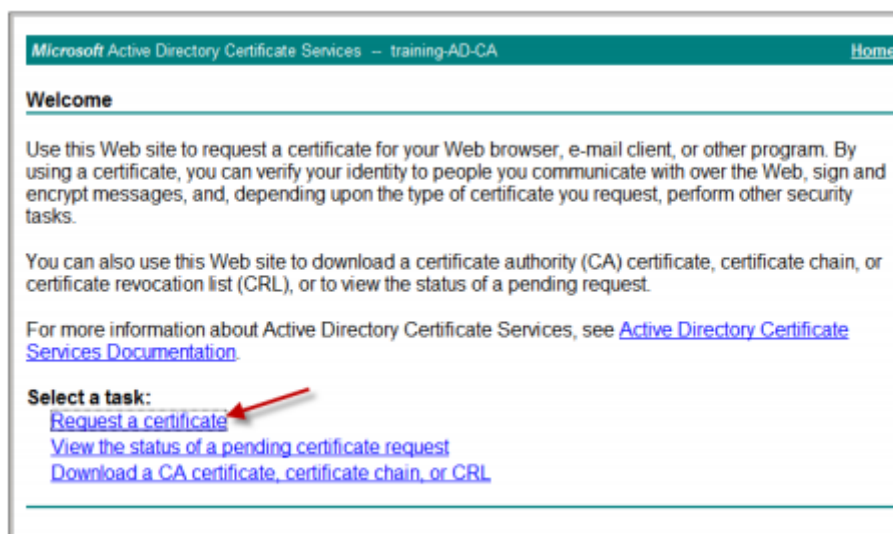 Microsoft Active Directory Certificate Services -- training-AD-CA Home
Welcome
Use this Web site to request a certificate for your Web browser, e-mail client, or other program. By
using a certificate, you can verify your identity to people you communicate with over the Web, sign and
encrypt messages, and, depending upon the type of certificate you request, perform other security
tasks.
You can also use this Web site to download a certificate authority (CA) certificate, certificate chain, or
certificate revocation list (CRL), or to view the status of a pending request.
For more information about Active Directory Certificate Services, see Active Directory Certificate
Services Documentation.
Select a task:
Request a certificate
View the status of a pending certificate request
Download a CA certificate, certificate chain, or CRL